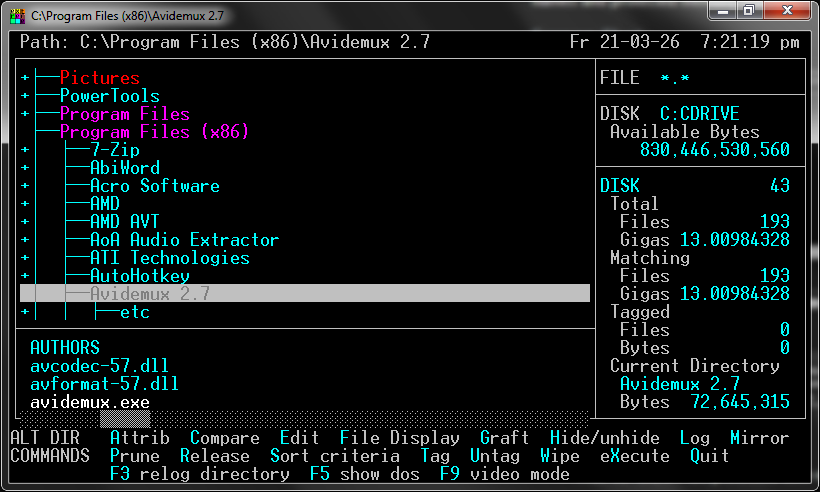 C:\Program Files (x86)\Avidemux 2.7
Path: C:\Program Files (x86)\Avidemux 2.7 Fr 21-03-26 7:21:19 pm
+ Pictures
+ PowerTools
+ Program Files
Program Files (x86)
+ 7-Zip
AbiWord
+ Acro Software
+ AMD
+ AMD AVT
+ AoA Audio Extractor
+ ATI Technologies
+ AutoHotkey
Avidemux 2.7
+ etc
AUTHORS
avcodec-57.dll
avformat-57.dll
avidemux.exe
FILE *.*
DISK C:CDRIVE
Available Bytes
830,446,530,560
DISK 43
Total
Files 193
Gigas 13.00984328
Matching
Files 193
Gigas 13.00984328
Tagged
Files 0
Bytes 0
Current Directory
Avidemux 2.7
Bytes 72,645,315
ALT DIR Attrib Compare Edit File Display Graft Hide/unhide Log Mirror
COMMANDS Prune Release Sort criteria Tag Untag Wipe eXecute Quit
F3 relog directory F5 show dos F9 video mode